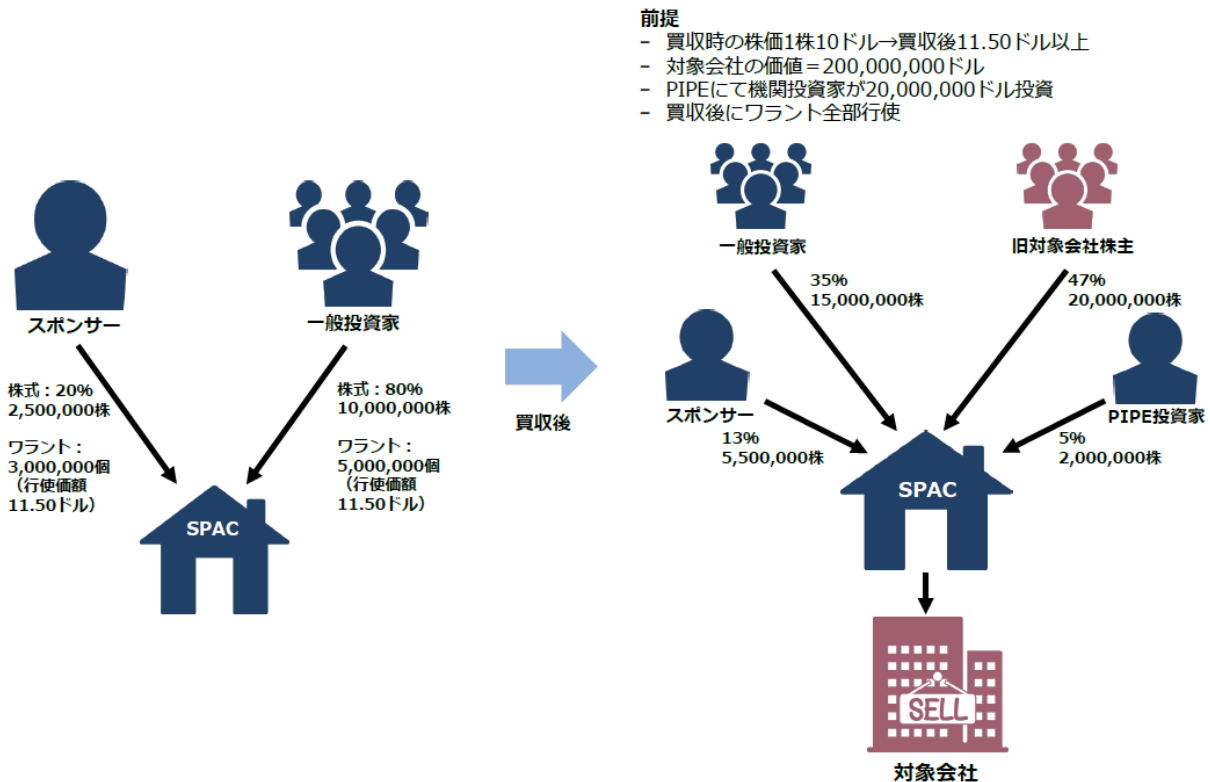 前提
- 買収時の株価1株10ドル→買収後11.50ドル以上
- 対象会社の価値＝200,000,000ドル
- PIPEにて機関投資家が20,000,000ドル投資
- 買収後にワラント全部行使
スポンサー
一般投資家
株式：20%
2,500,000株
ワラント：
3,000,000個
（行使価額
11.50ドル）
株式：80%
10,000,000株
ワラント：
5,000,000個
（行使価額
11.50ドル）
SPAC
買収後
一般投資家
旧対象会社株主
35%
15,000,000株
47%
20,000,000株
スポンサー
PIPE投資家
13%
5,500,000株
5%
2,000,000株
SPAC
SELL
対象会社